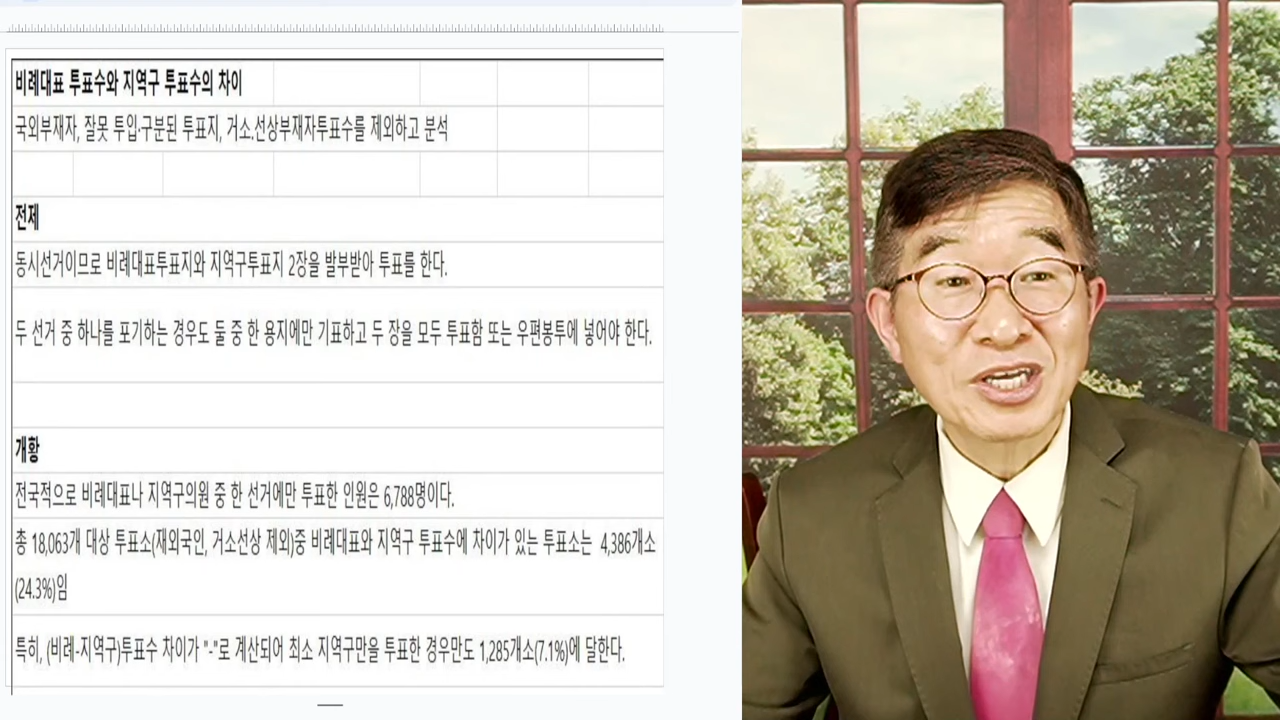 비례대표 투표수와 지역구 투표수의 차이
국외부재자, 잘못 투입·구분된 투표지, 거소.선상부재자투표수를 제외하고 분석
전제
동시선거이므로 비례대표투표지와 지역구투표지 2장을 발부받아 투표를 한다.
두 선거 중 하나를 포기하는 경우도 둘 중 한 용지에만 기표하고 두 장을 모두 투표함 또는 우편봉투에 넣어야 한다.
개황
전국적으로 비례대표나 지역구의원 중 한 선거에만 투표한 인원은 6,788명이다.
총 18,063개 대상 투표소(재외국인, 거소선상 제외)중 비례대표와 지역구 투표수에 차이가 있는 투표소는 4,386개소
(24.3%)임
특히, (비례-지역구)투표수 차이가 "-"로 계산되어 최소 지역구만을 투표한 경우만도 1,285개소(7.1%)에 달한다.